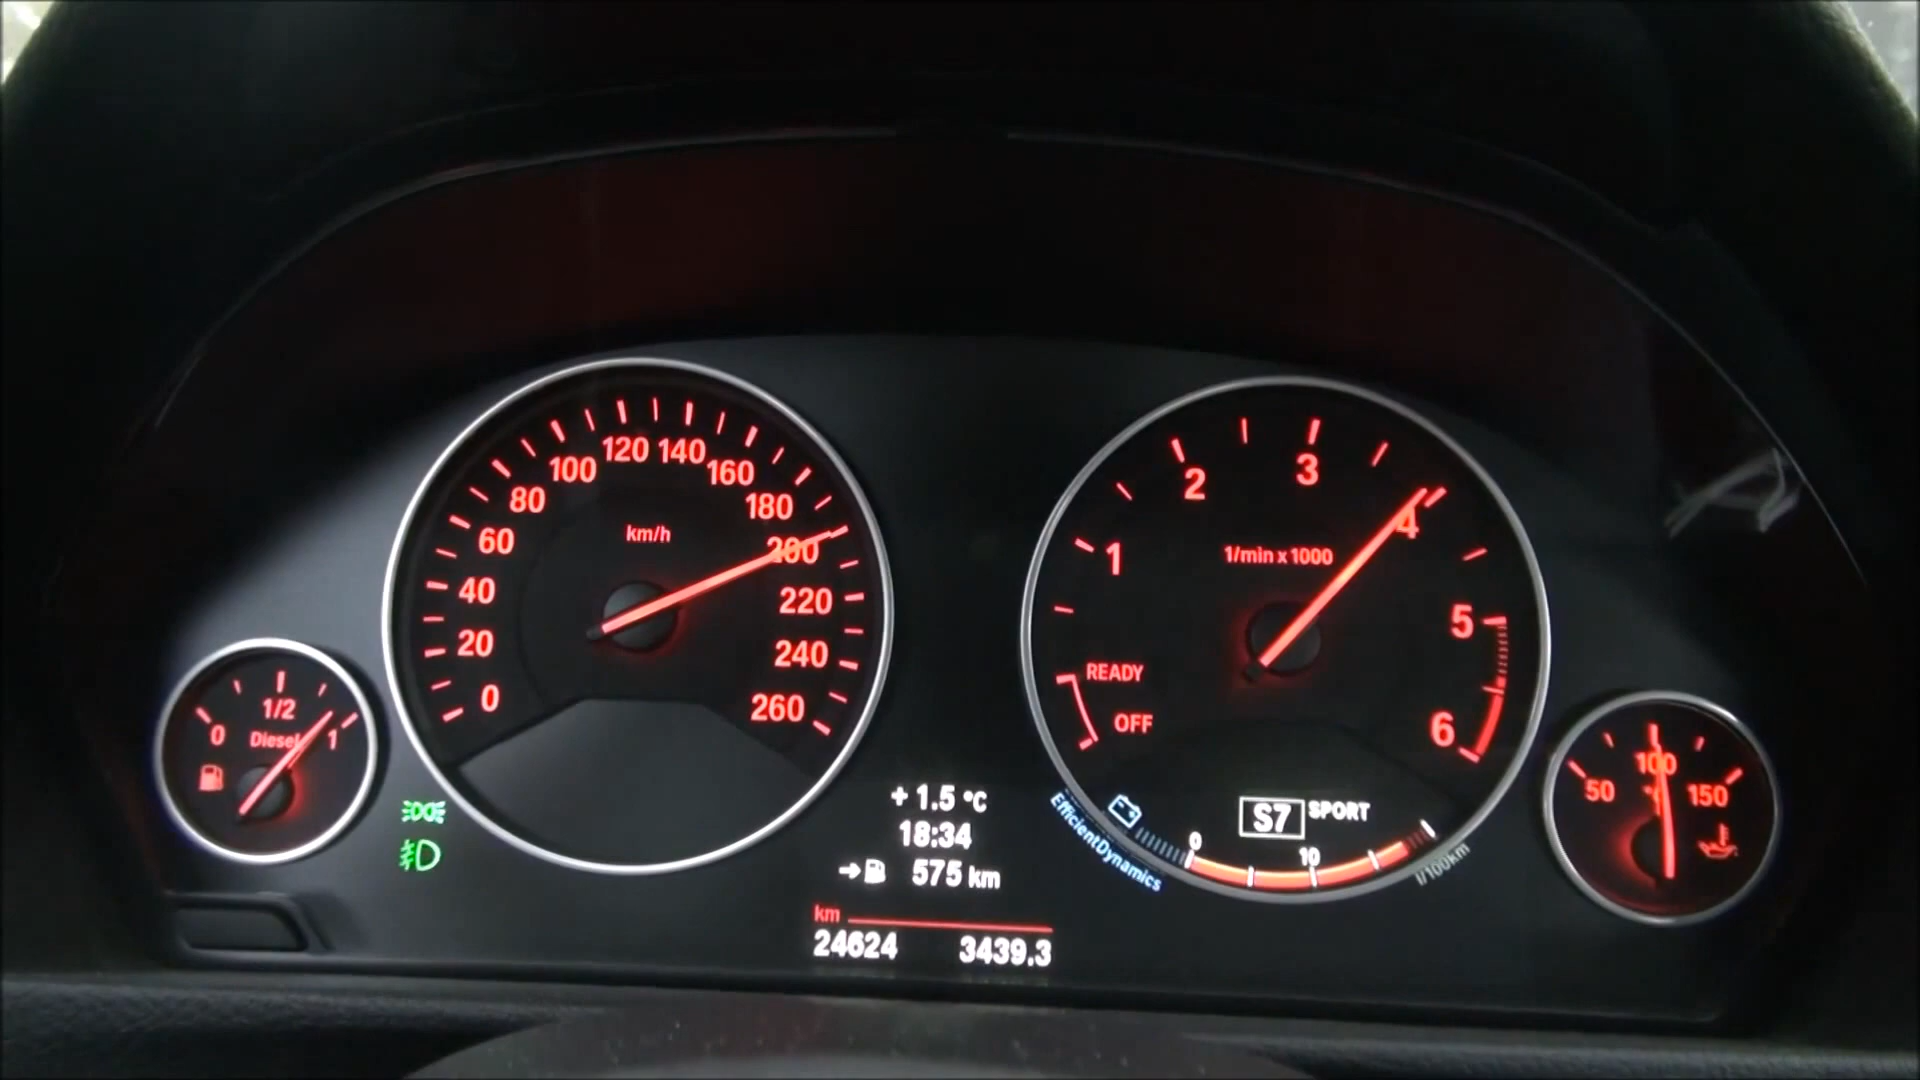 km/h
0
20
40
60
80
100
120
140
160
180
200
220
240
260
1/min x 1000
1
2
3
4
5
6
READY
OFF
0
1/2
1
Diesel
50
100
150
°C
+ 1.5 °C
18:34
575 km
km
24624 3439.3
S7 SPORT
0
10
l/100km
EfficientDynamics